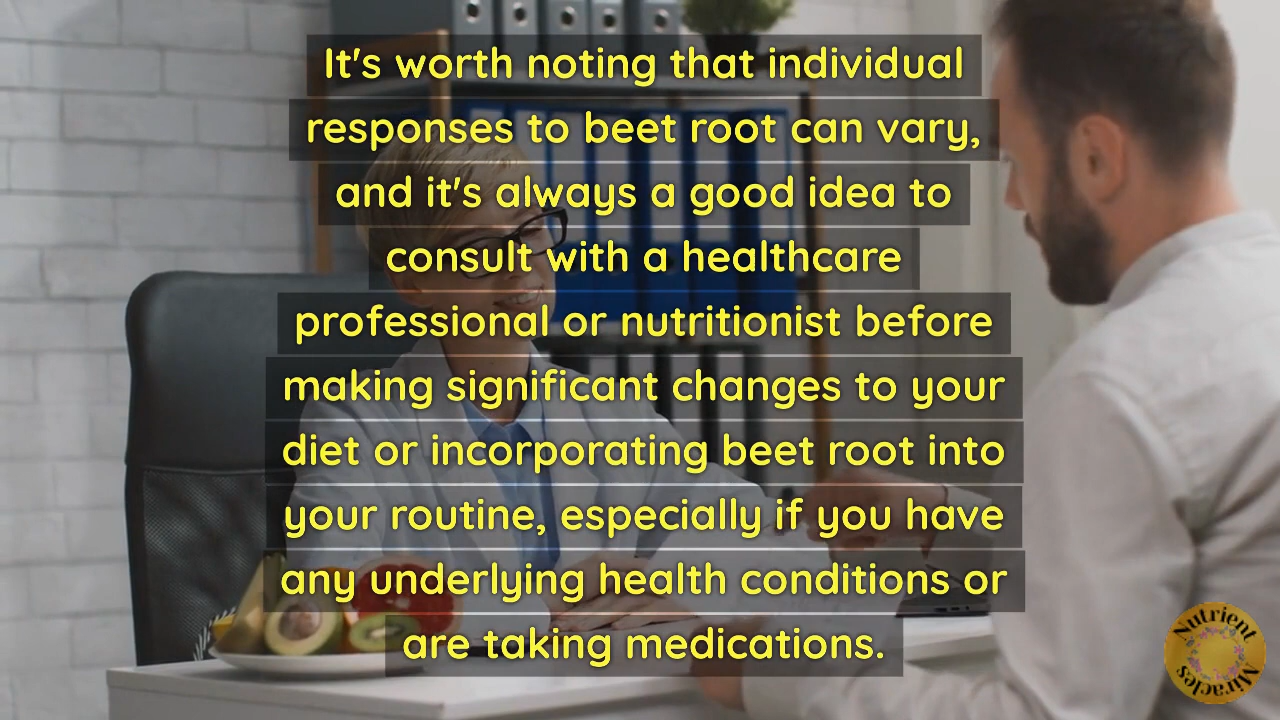 It's worth noting that individual
responses to beet root can vary,
and it's always a good idea to
consult with a healthcare
professional or nutritionist before
making significant changes to your
diet or incorporating beet root into
your routine, especially if you have
any underlying health conditions or
are taking medications.
Nutrient
Miracles